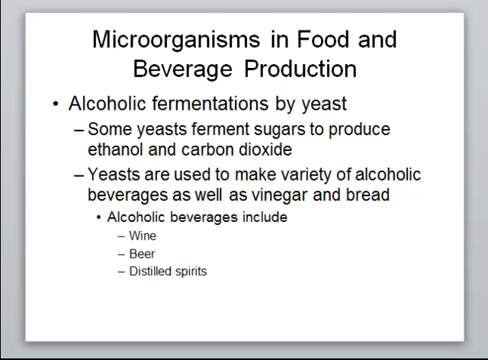 Microorganisms in Food and
Beverage Production
• Alcoholic fermentations by yeast
– Some yeasts ferment sugars to produce
ethanol and carbon dioxide
– Yeasts are used to make variety of alcoholic
beverages as well as vinegar and bread
• Alcoholic beverages include
– Wine
– Beer
– Distilled spirits